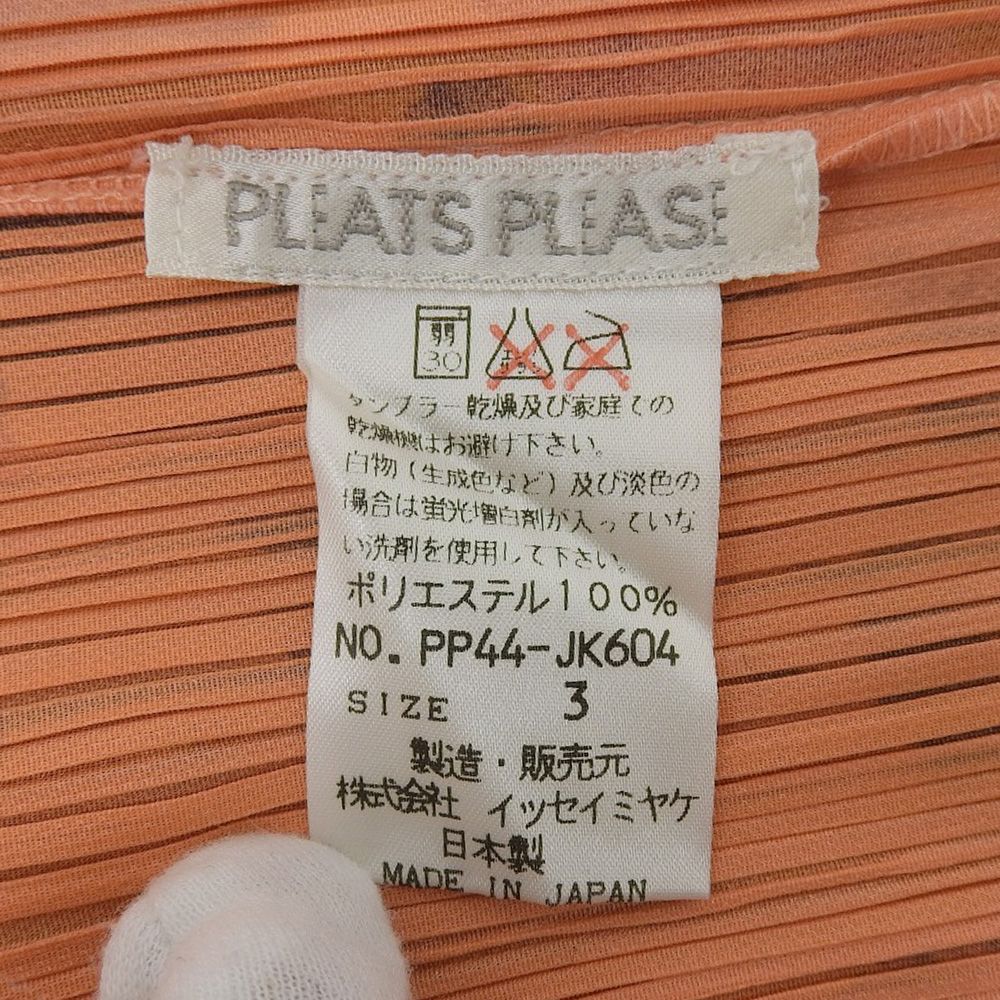 PLEATS PLEASE
弱
30
タンブラー乾燥及び家庭での
乾燥機はお避け下さい。
白物（生成色など）及び淡色の
場合は蛍光増白剤が入っていな
い洗剤を使用して下さい。
ポリエステル100%
NO. PP44-JK604
SIZE 3
製造・販売元
株式会社 イッセイミヤケ
日本製
MADE IN JAPAN